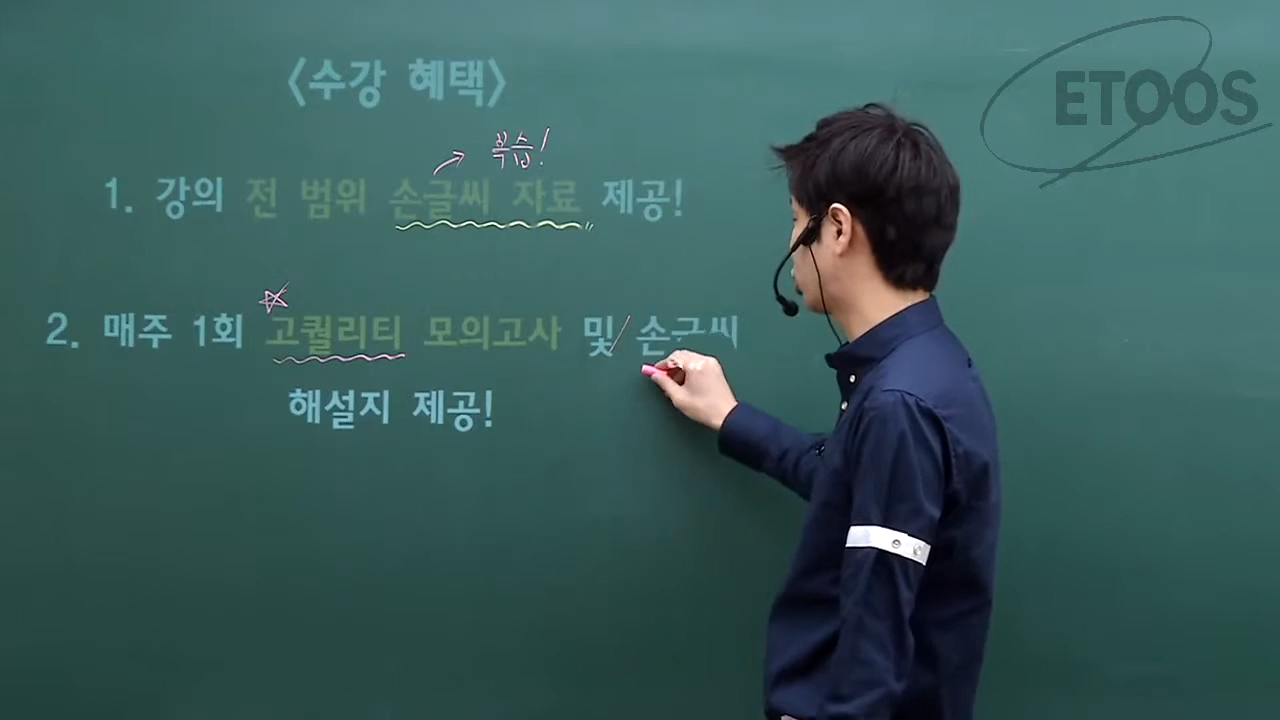 ETOOS
<수강 혜택>
복습!
1. 강의 전 범위 손글씨 자료 제공!
2. 매주 1회 고퀄리티 모의고사 및 손글씨
해설지 제공!